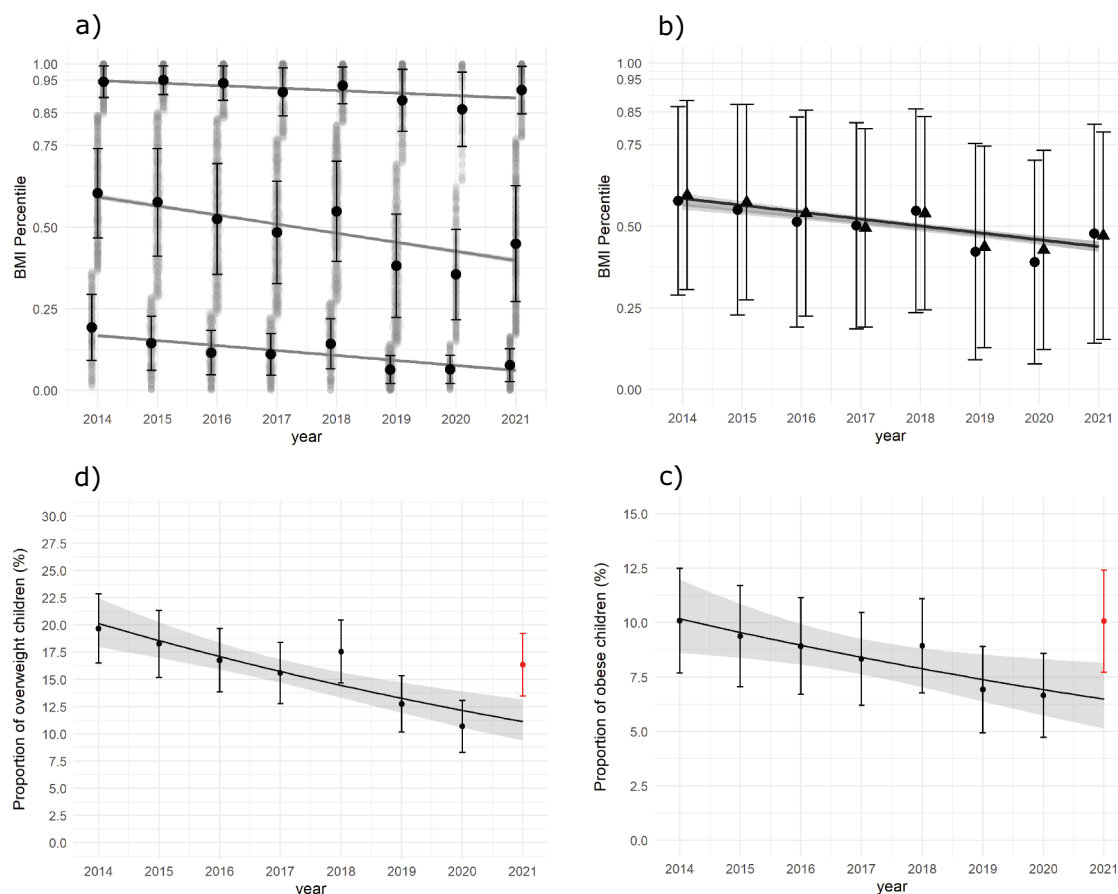 a)
1.00
0.95
0.85
0.75
0.50
0.25
0.00
BMI Percentile
2014 2015 2016 2017 2018 2019 2020 2021
year
b)
1.00
0.95
0.85
0.75
0.50
0.25
0.00
BMI Percentile
2014 2015 2016 2017 2018 2019 2020 2021
year
d)
30.0
27.5
25.0
22.5
20.0
17.5
15.0
12.5
10.0
7.5
5.0
2.5
0.0
Proportion of overweight children (%)
2014 2015 2016 2017 2018 2019 2020 2021
year
c)
15.0
12.5
10.0
7.5
5.0
2.5
0.0
Proportion of obese children (%)
2014 2015 2016 2017 2018 2019 2020 2021
year